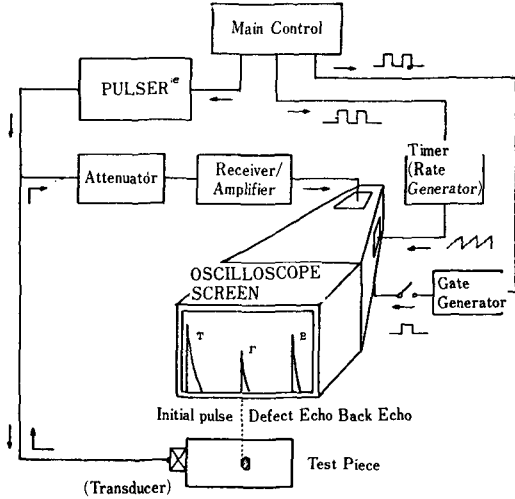 Main Control
PULSER
Attenuator
Receiver/
Amplifier
Timer
(Rate
Generator)
OSCILLOSCOPE
SCREEN
Gate
Generator
T
F
B
Initial pulse Defect Echo Back Echo
Test Piece
(Transducer)